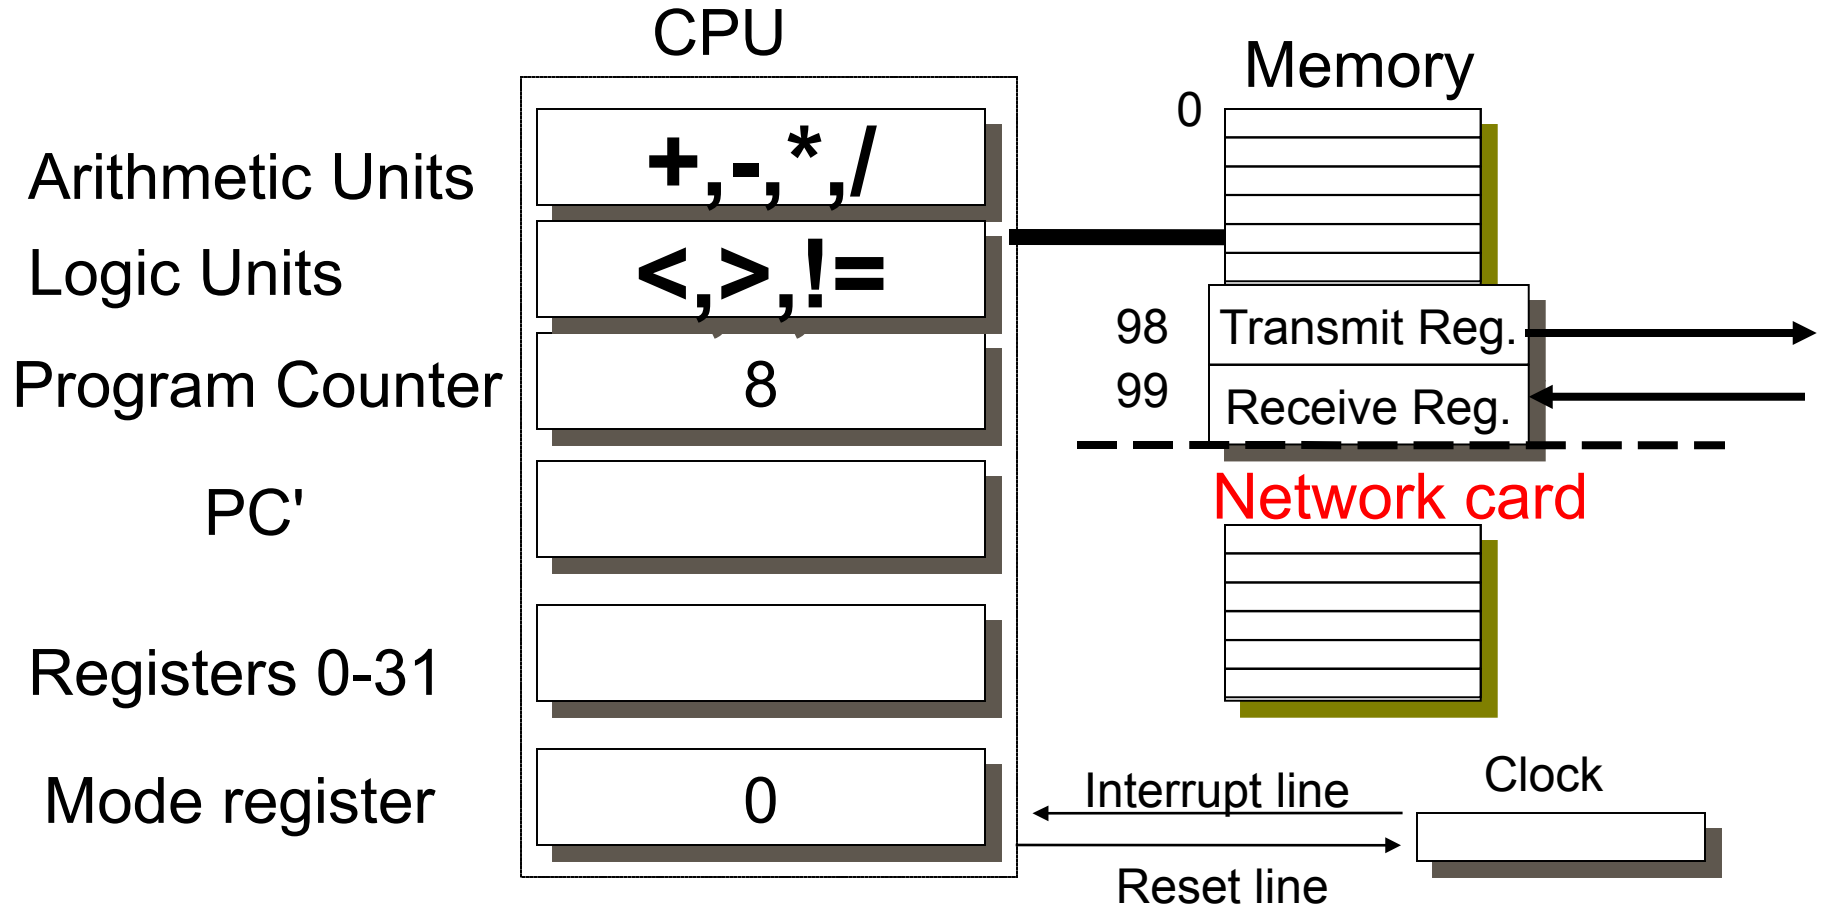 CPU
Memory
0
Arithmetic Units
+,-,*,/
Logic Units
<,>,!=
98
Transmit Reg.
Program Counter
8
99
Receive Reg.
Network card
PC'
Registers 0-31
Mode register
0
Interrupt line
Clock
Reset line